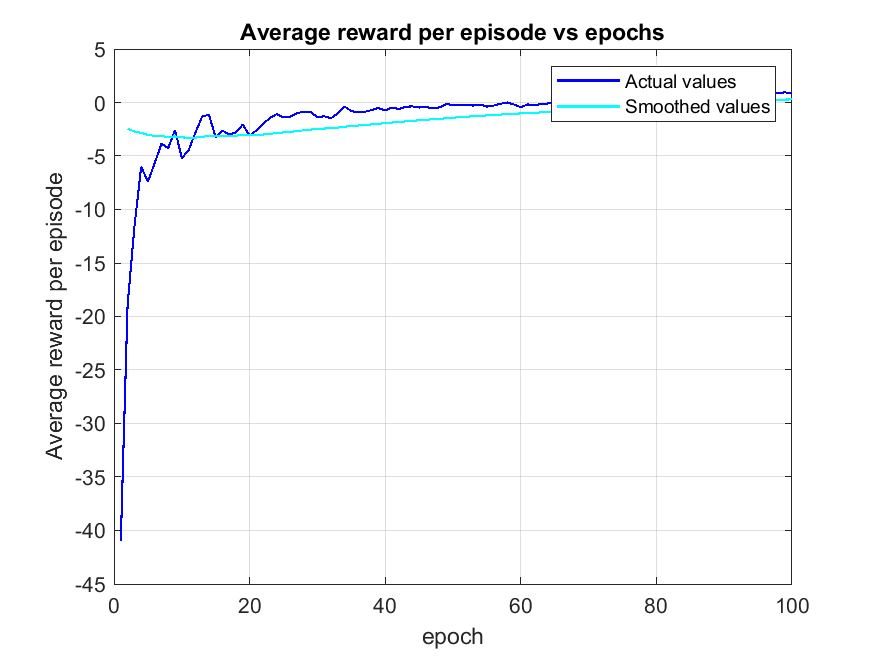 Average reward per episode vs epochs
Actual values
Smoothed values
Average reward per episode
5
0
-5
-10
-15
-20
-25
-30
-35
-40
-45
0 20 40 60 80 100
epoch